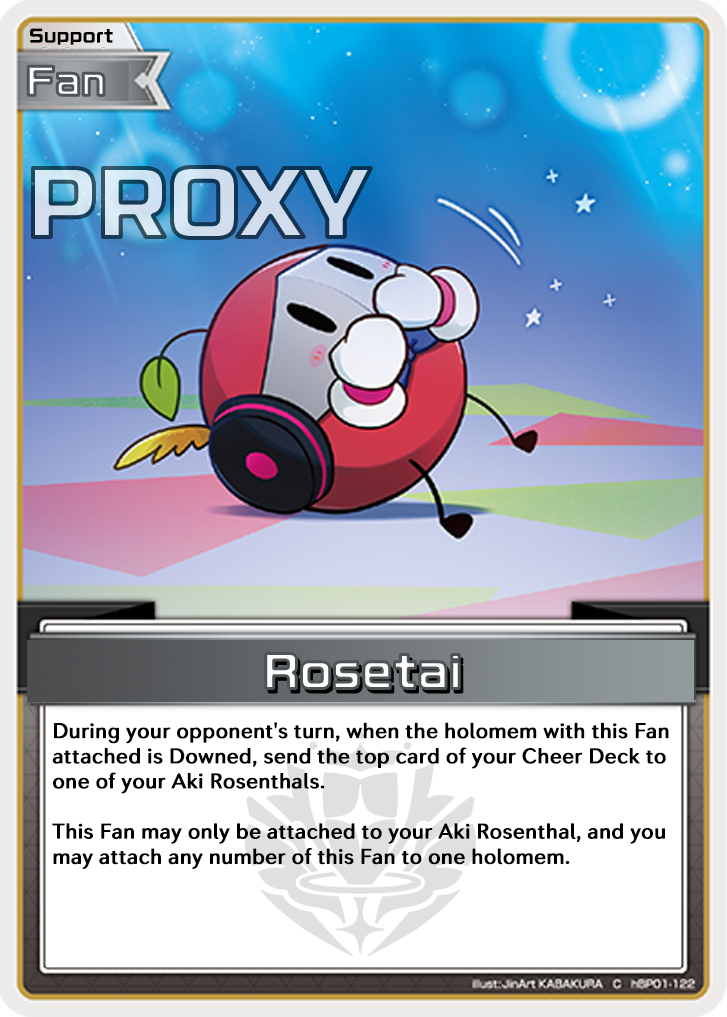 Support
Fan
PROXY
Rosetai
During your opponent's turn, when the holomem with this Fan
attached is Downed, send the top card of your Cheer Deck to
one of your Aki Rosenthals.
This Fan may only be attached to your Aki Rosenthal, and you
may attach any number of this Fan to one holomem.
illust:JinArt KABAKURA C hBP01-122